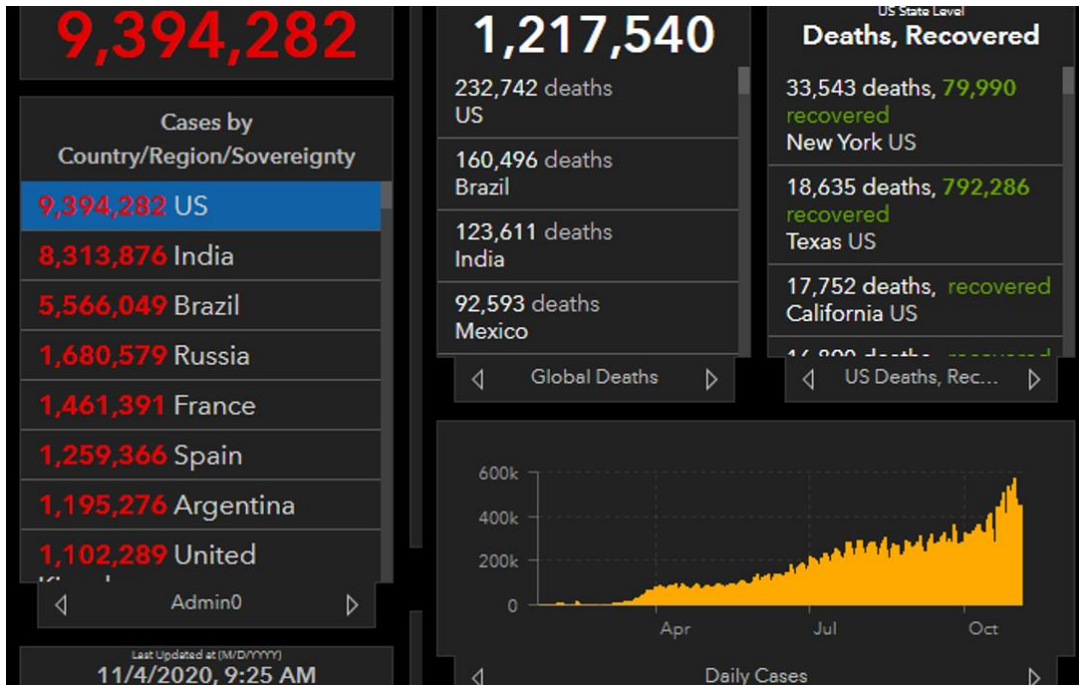 9,394,282
Cases by
Country/Region/Sovereignty
9,394,282 US
8,313,876 India
5,566,049 Brazil
1,680,579 Russia
1,461,391 France
1,259,366 Spain
1,195,276 Argentina
1,102,289 United
Admin0
Last Updated at (M/D/YYYY)
11/4/2020, 9:25 AM
1,217,540
232,742 deaths
US
160,496 deaths
Brazil
123,611 deaths
India
92,593 deaths
Mexico
Global Deaths
US State Level
Deaths, Recovered
33,543 deaths, 79,990
recovered
New York US
18,635 deaths, 792,286
recovered
Texas US
17,752 deaths, recovered
California US
deaths, recovered
US Deaths, Rec...
600k
400k
200k
0
Apr
Jul
Oct
Daily Cases